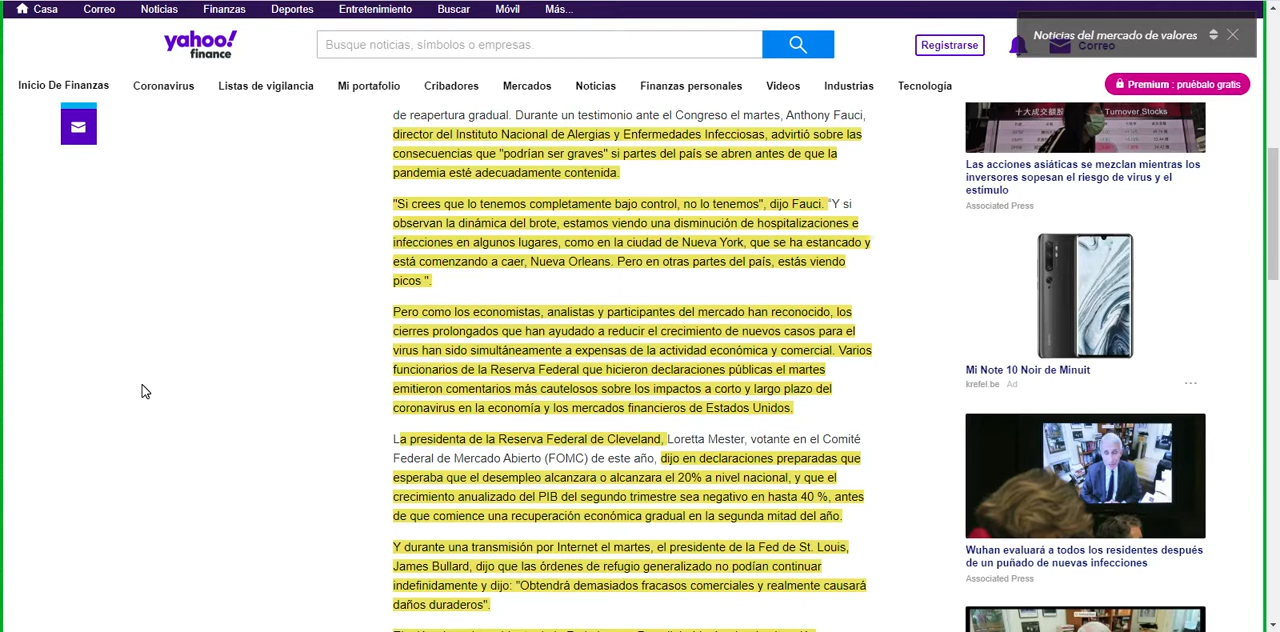 Casa Correo Noticias Finanzas Deportes Entretenimiento Buscar Móvil Más...
yahoo!
finance
Busque noticias, símbolos o empresas.
Registrarse
Noticias del mercado de valores
Correo
Inicio De Finanzas Coronavirus Listas de vigilancia Mi portafolio Cribadores Mercados Noticias Finanzas personales Videos Industrias Tecnología
Premium : pruébalo gratis
de reapertura gradual. Durante un testimonio ante el Congreso el martes, Anthony Fauci,
director del Instituto Nacional de Alergias y Enfermedades Infecciosas, advirtió sobre las
consecuencias que "podrían ser graves" si partes del país se abren antes de que la
pandemia esté adecuadamente contenida.
"Si crees que lo tenemos completamente bajo control, no lo tenemos", dijo Fauci. "Y si
observan la dinámica del brote, estamos viendo una disminución de hospitalizaciones e
infecciones en algunos lugares, como en la ciudad de Nueva York, que se ha estancado y
está comenzando a caer, Nueva Orleans. Pero en otras partes del país, estás viendo
picos ".
Pero como los economistas, analistas y participantes del mercado han reconocido, los
cierres prolongados que han ayudado a reducir el crecimiento de nuevos casos para el
virus han sido simultáneamente a expensas de la actividad económica y comercial. Varios
funcionarios de la Reserva Federal que hicieron declaraciones públicas el martes
emitieron comentarios más cautelosos sobre los impactos a corto y largo plazo del
coronavirus en la economía y los mercados financieros de Estados Unidos.
La presidenta de la Reserva Federal de Cleveland, Loretta Mester, votante en el Comité
Federal de Mercado Abierto (FOMC) de este año, dijo en declaraciones preparadas que
esperaba que el desempleo alcanzara o alcanzara el 20% a nivel nacional, y que el
crecimiento anualizado del PIB del segundo trimestre sea negativo en hasta 40 %, antes
de que comience una recuperación económica gradual en la segunda mitad del año.
Y durante una transmisión por Internet el martes, el presidente de la Fed de St. Louis,
James Bullard, dijo que las órdenes de refugio generalizado no podían continuar
indefinidamente y dijo: "Obtendrá demasiados fracasos comerciales y realmente causará
daños duraderos".
十大成交股 Turnover Stocks
Las acciones asiáticas se mezclan mientras los
inversores sopesan el riesgo de virus y el
estímulo
Associated Press
Mi Note 10 Noir de Minuit
krefel.be Ad
Wuhan evaluará a todos los residentes después
de un puñado de nuevas infecciones
Associated Press